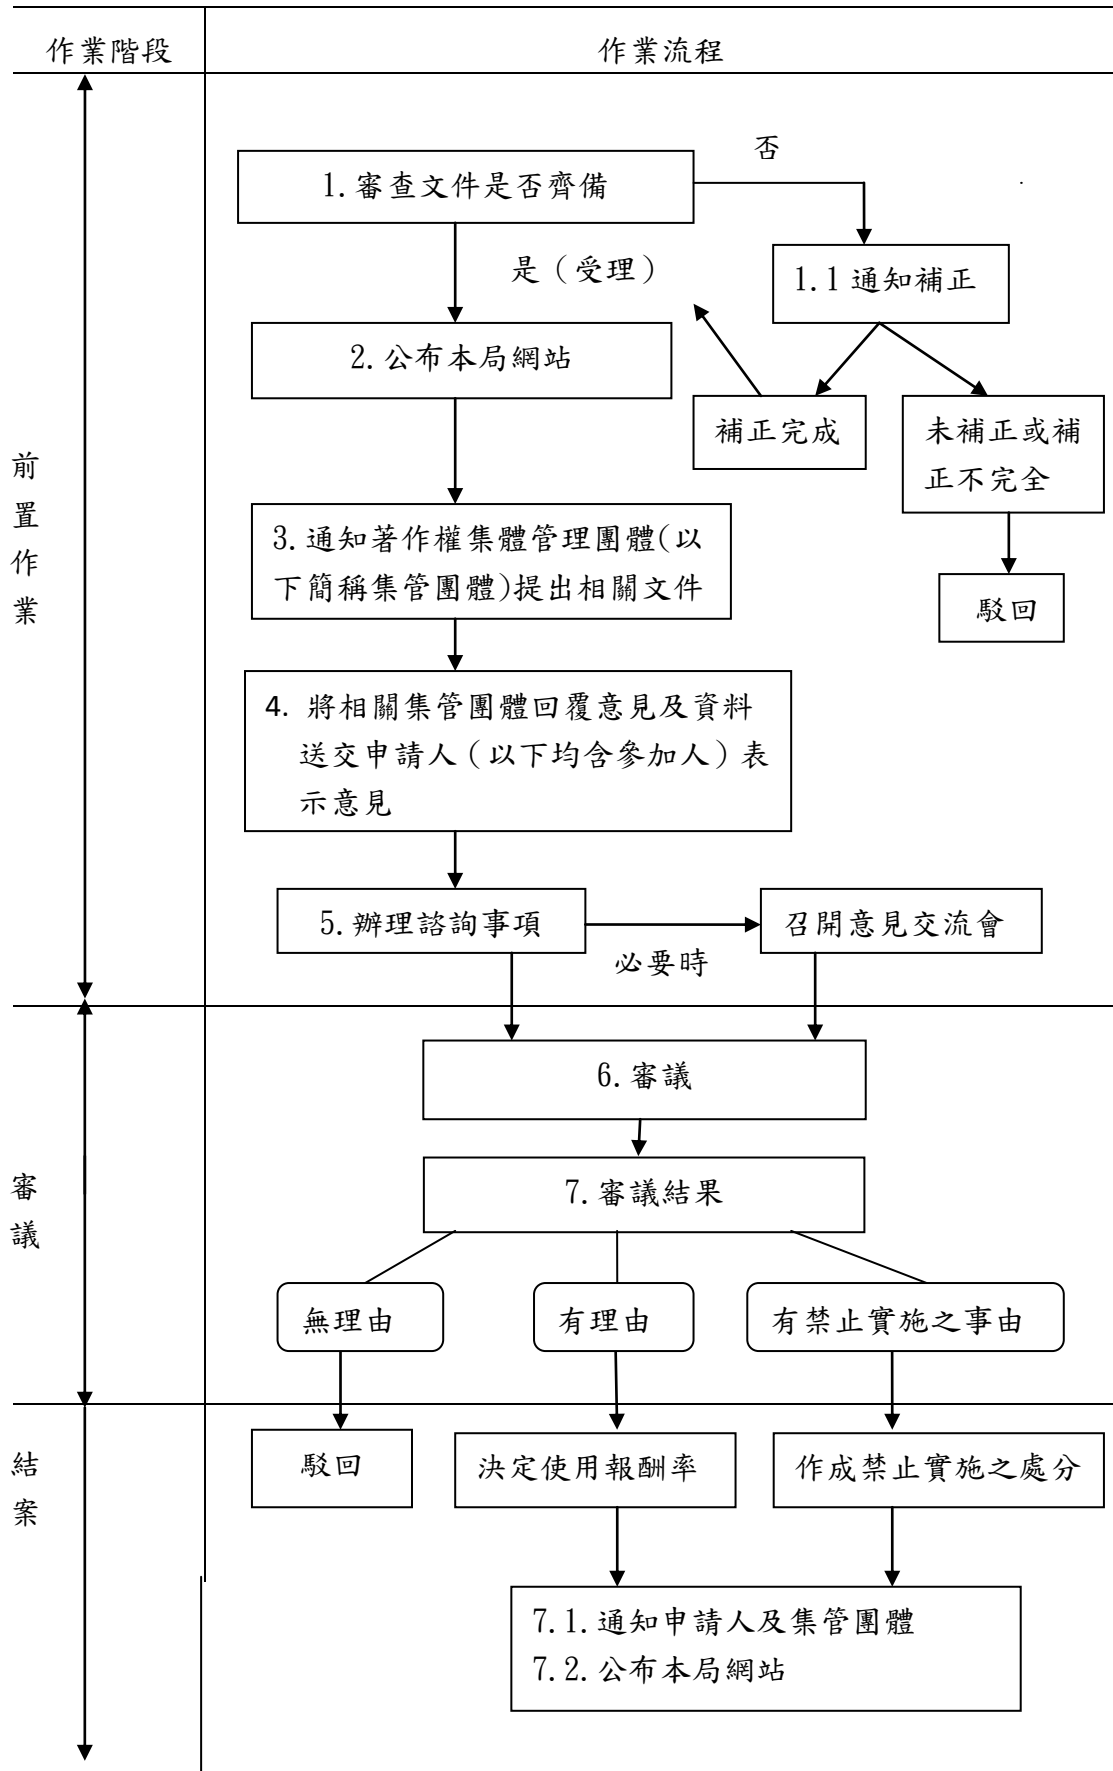 作業階段
作業流程
否
1.審查文件是否齊備
是（受理）
1.1通知補正
2.公布本局網站
補正完成
未補正或補
正不完全
前
置
作
業
3.通知著作權集體管理團體(以
下簡稱集管團體)提出相關文件
駁回
4. 將相關集管團體回覆意見及資料
送交申請人（以下均含參加人）表
示意見
5.辦理諮詢事項
必要時
召開意見交流會
審
議
6.審議
7.審議結果
無理由
有理由
有禁止實施之事由
結
案
駁回
決定使用報酬率
作成禁止實施之處分
7.1.通知申請人及集管團體
7.2.公布本局網站